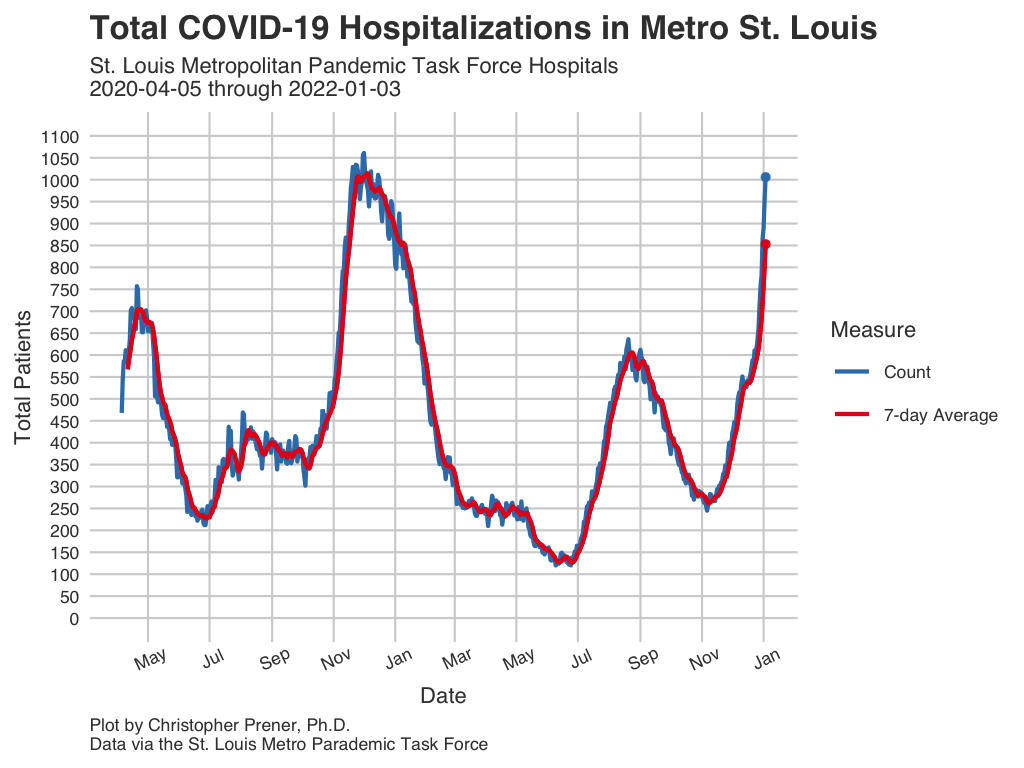 Total COVID-19 Hospitalizations in Metro St. Louis
St. Louis Metropolitan Pandemic Task Force Hospitals
2020-04-05 through 2022-01-03
Total Patients
1100
1050
1000
950
900
850
800
750
700
650
600
550
500
450
400
350
300
250
200
150
100
50
0
May Jul Sep Nov Jan Mar May Jul Sep Nov Jan
Date
Measure
Count
7-day Average
Plot by Christopher Prener, Ph.D.
Data via the St. Louis Metro Parademic Task Force